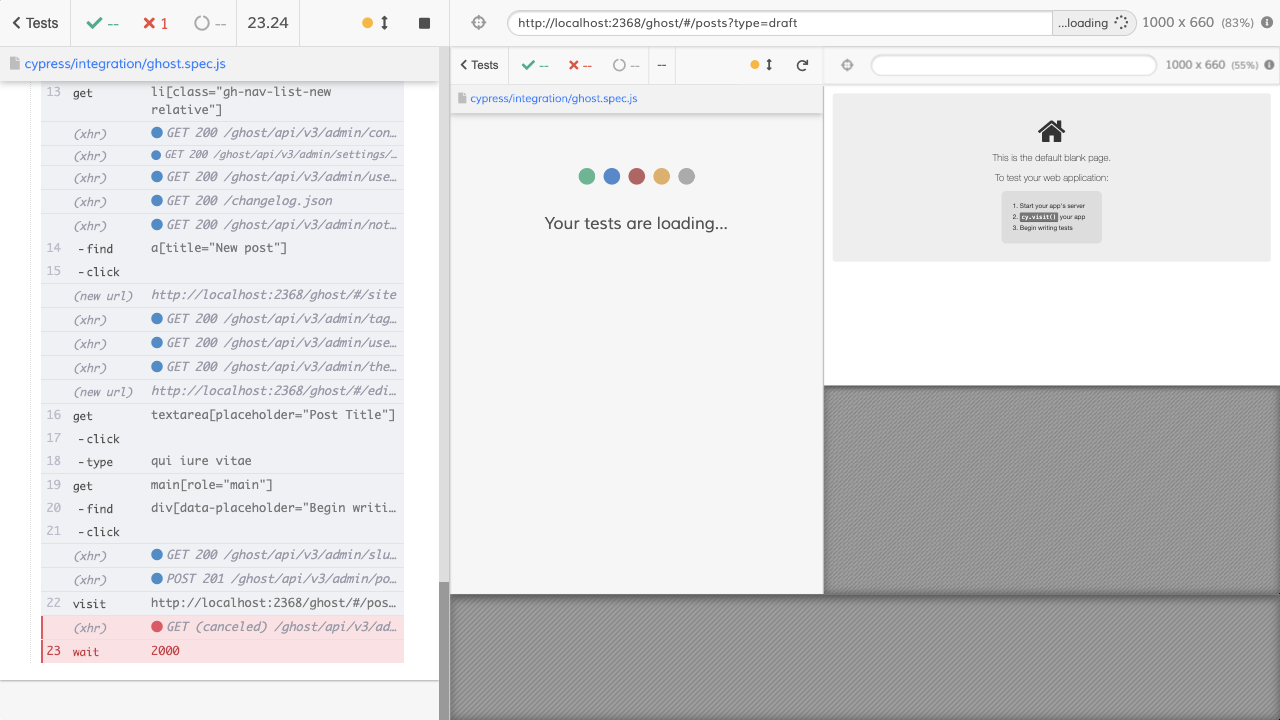 Tests
--
1
--
23.24
http://localhost:2368/ghost/#/posts?type=draft
...loading
1000 x 660 (83%)
cypress/integration/ghost.spec.js
13 get li[class="gh-nav-list-new
relative"]
(xhr) GET 200 /ghost/api/v3/admin/con…
(xhr) GET 200 /ghost/api/v3/admin/settings/…
(xhr) GET 200 /ghost/api/v3/admin/use…
(xhr) GET 200 /changelog.json
(xhr) GET 200 /ghost/api/v3/admin/not…
14 -find a[title="New post"]
15 -click
(new url) http://localhost:2368/ghost/#/site
(xhr) GET 200 /ghost/api/v3/admin/tag…
(xhr) GET 200 /ghost/api/v3/admin/use…
(xhr) GET 200 /ghost/api/v3/admin/the…
(new url) http://localhost:2368/ghost/#/edi…
16 get textarea[placeholder="Post Title"]
17 -click
18 -type qui iure vitae
19 get main[role="main"]
20 -find div[data-placeholder="Begin writi…
21 -click
(xhr) GET 200 /ghost/api/v3/admin/slu…
(xhr) POST 201 /ghost/api/v3/admin/po…
22 visit http://localhost:2368/ghost/#/pos…
(xhr) GET (canceled) /ghost/api/v3/ad…
23 wait 2000
Tests
--
--
--
--
1000 x 660 (55%)
cypress/integration/ghost.spec.js
Your tests are loading...
This is the default blank page.
To test your web application:
1. Start your app's server
2. cy.visit() your app
3. Begin writing tests